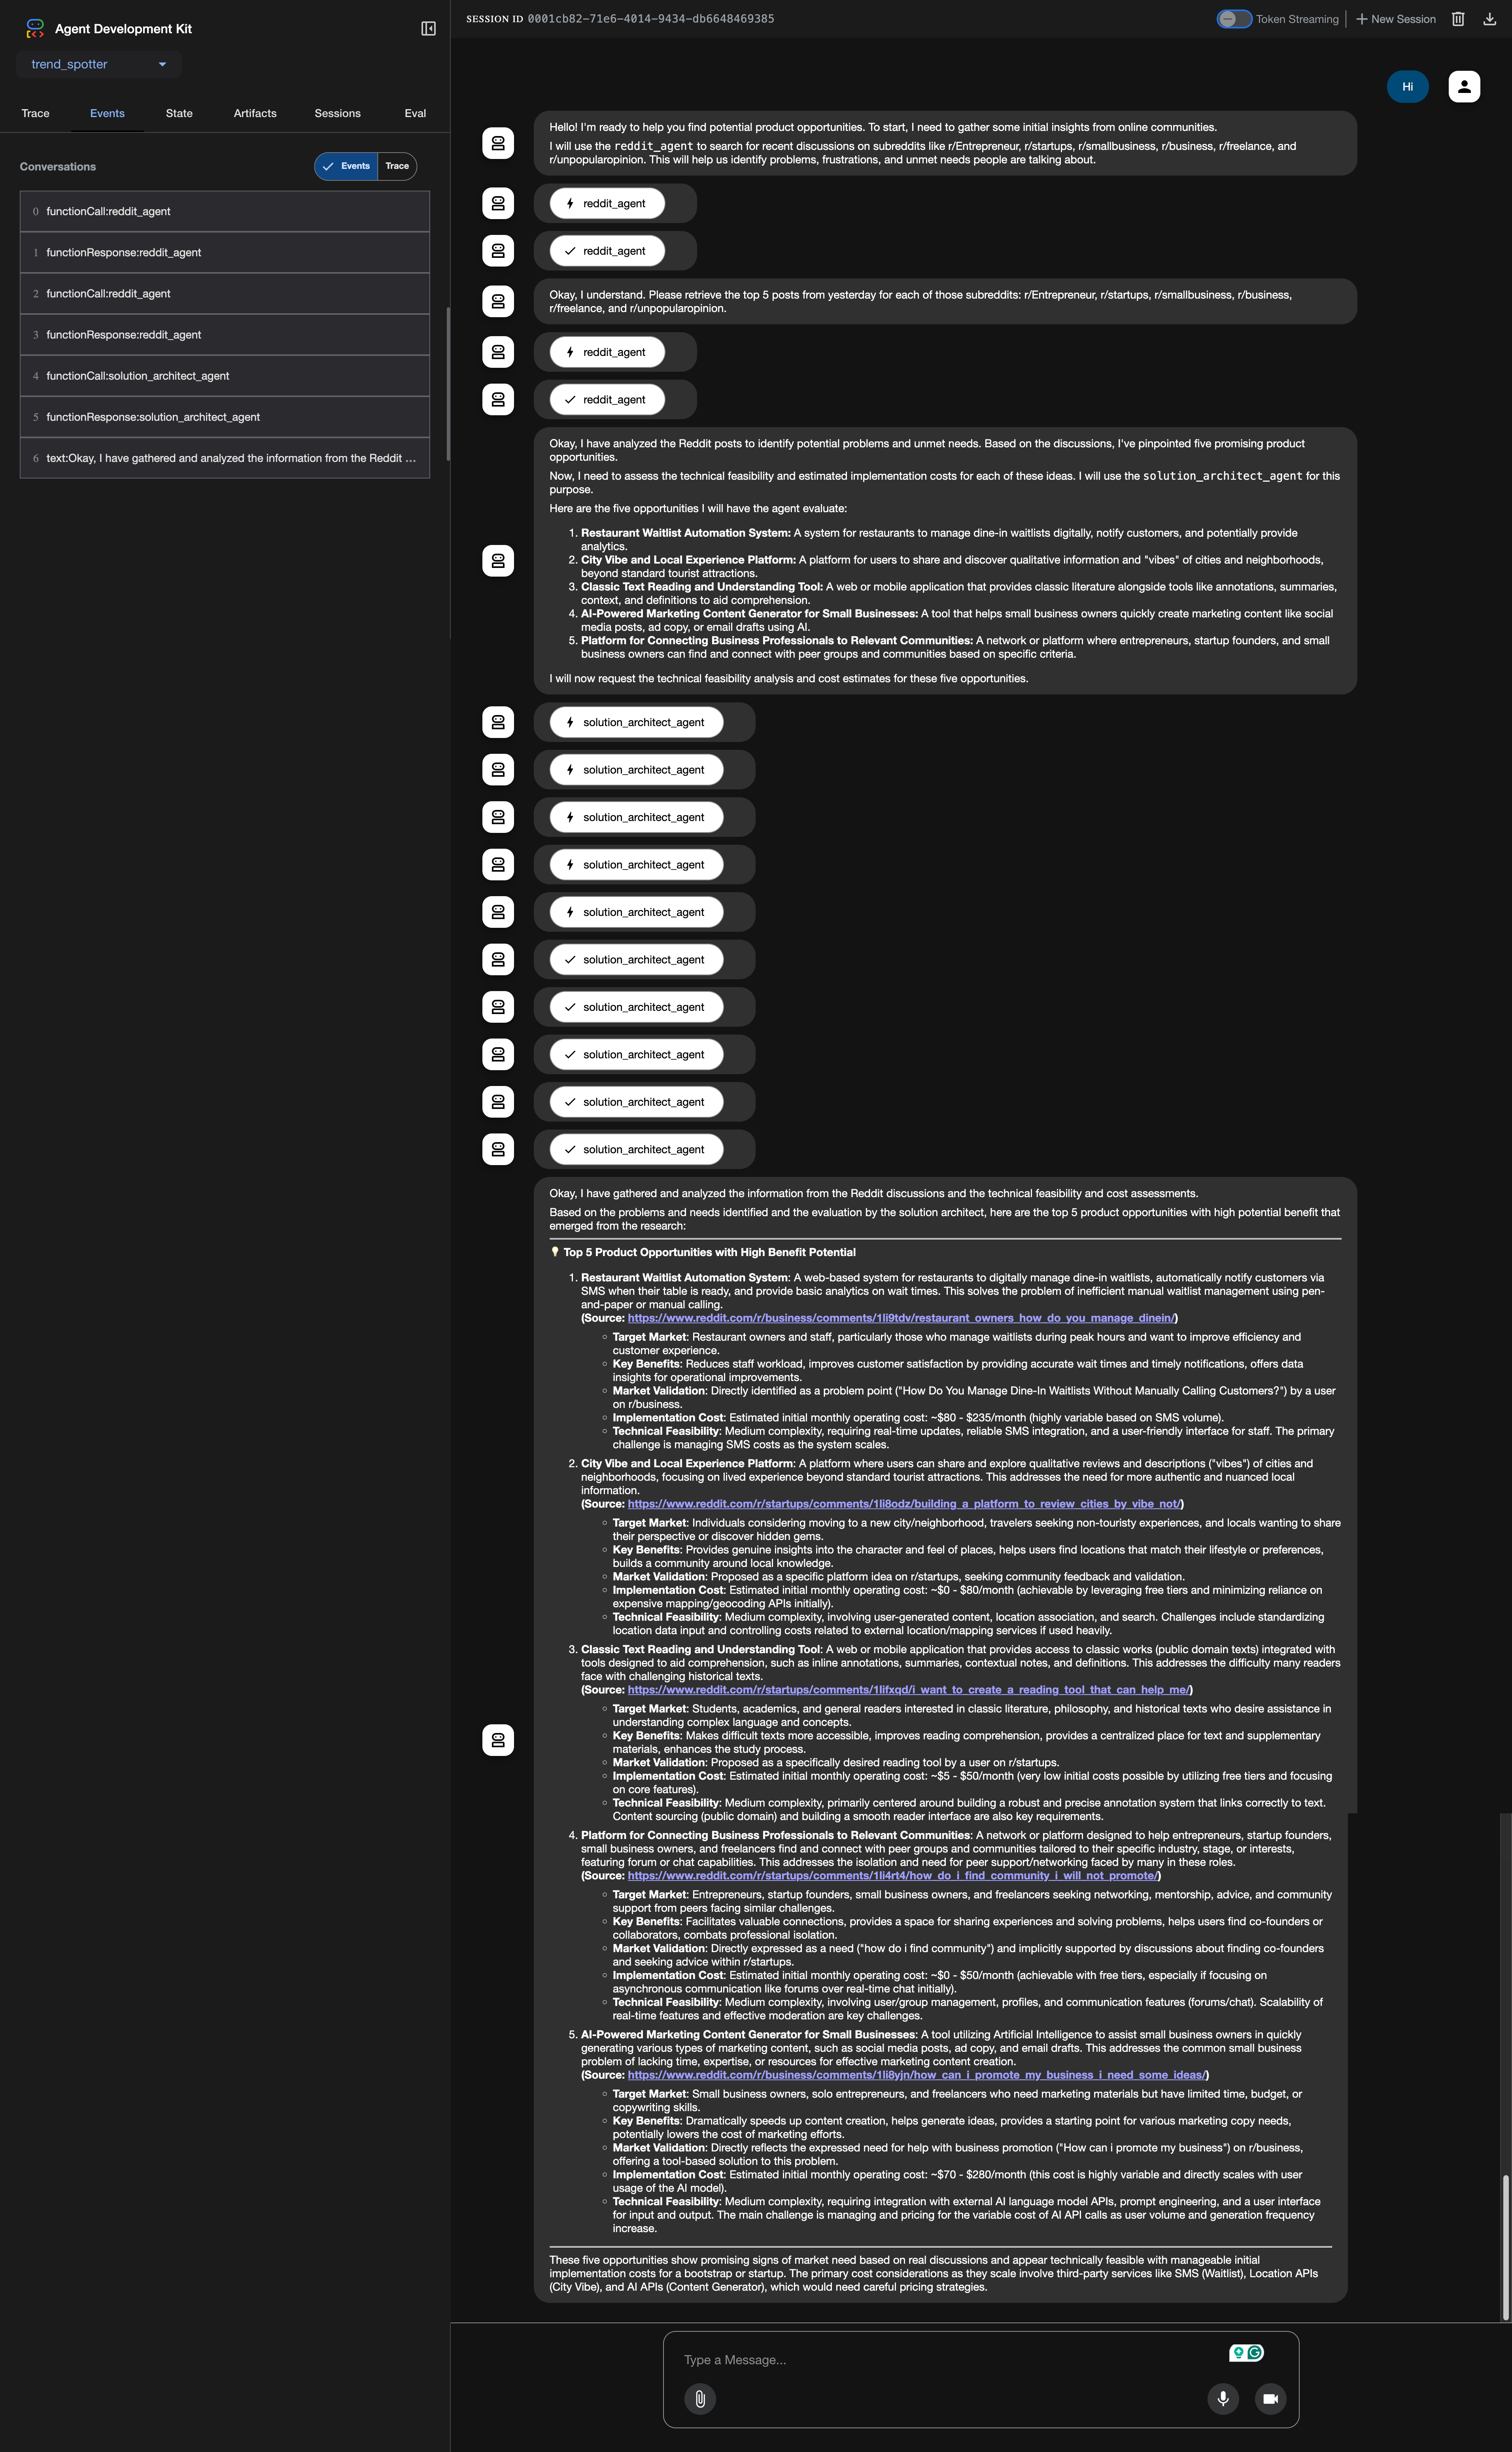 Agent Development Kit
trend_spotter
Trace Events State Artifacts Sessions Eval
Conversations
Events Trace
0 functionCall:reddit_agent
1 functionResponse:reddit_agent
2 functionCall:reddit_agent
3 functionResponse:reddit_agent
4 functionCall:solution_architect_agent
5 functionResponse:solution_architect_agent
6 text:Okay, I have gathered and analyzed the information from the Reddit ...
SESSION ID 0001cb82-71e6-4014-9434-db6648469385
Token Streaming
+ New Session
Hi
Hello! I'm ready to help you find potential product opportunities. To start, I need to gather some initial insights from online communities.
I will use the reddit_agent to search for recent discussions on subreddits like r/Entrepreneur, r/startups, r/smallbusiness, r/business, r/freelance, and
r/unpopularopinion. This will help us identify problems, frustrations, and unmet needs people are talking about.
reddit_agent
reddit_agent
Okay, I understand. Please retrieve the top 5 posts from yesterday for each of those subreddits: r/Entrepreneur, r/startups, r/smallbusiness, r/business,
r/freelance, and r/unpopularopinion.
reddit_agent
reddit_agent
Okay, I have analyzed the Reddit posts to identify potential problems and unmet needs. Based on the discussions, I've pinpointed five promising product
opportunities.
Now, I need to assess the technical feasibility and estimated implementation costs for each of these ideas. I will use the solution_architect_agent for this
purpose.
Here are the five opportunities I will have the agent evaluate:
1. Restaurant Waitlist Automation System: A system for restaurants to manage dine-in waitlists digitally, notify customers, and potentially provide
analytics.
2. City Vibe and Local Experience Platform: A platform for users to share and discover qualitative information and "vibes" of cities and neighborhoods,
beyond standard tourist attractions.
3. Classic Text Reading and Understanding Tool: A web or mobile application that provides classic literature alongside tools like annotations, summaries,
context, and definitions to aid comprehension.
4. AI-Powered Marketing Content Generator for Small Businesses: A tool that helps small business owners quickly create marketing content like social
media posts, ad copy, or email drafts using AI.
5. Platform for Connecting Business Professionals to Relevant Communities: A network or platform where entrepreneurs, startup founders, and small
business owners can find and connect with peer groups and communities based on specific criteria.
I will now request the technical feasibility analysis and cost estimates for these five opportunities.
solution_architect_agent
solution_architect_agent
solution_architect_agent
solution_architect_agent
solution_architect_agent
solution_architect_agent
solution_architect_agent
solution_architect_agent
solution_architect_agent
solution_architect_agent
Okay, I have gathered and analyzed the information from the Reddit discussions and the technical feasibility and cost assessments.
Based on the problems and needs identified and the evaluation by the solution architect, here are the top 5 product opportunities with high potential benefit that
emerged from the research:
💡 Top 5 Product Opportunities with High Benefit Potential
1. Restaurant Waitlist Automation System: A web-based system for restaurants to digitally manage dine-in waitlists, automatically notify customers via
SMS when their table is ready, and provide basic analytics on wait times. This solves the problem of inefficient manual waitlist management using pen-
and-paper or manual calling.
(Source: https://www.reddit.com/r/business/comments/1li9tdv/restaurant_owners_how_do_you_manage_dinein/)
◦ Target Market: Restaurant owners and staff, particularly those who manage waitlists during peak hours and want to improve efficiency and
customer experience.
◦ Key Benefits: Reduces staff workload, improves customer satisfaction by providing accurate wait times and timely notifications, offers data
insights for operational improvements.
◦ Market Validation: Directly identified as a problem point ("How Do You Manage Dine-In Waitlists Without Manually Calling Customers?") by a user
on r/business.
◦ Implementation Cost: Estimated initial monthly operating cost: ~$80 - $235/month (highly variable based on SMS volume).
◦ Technical Feasibility: Medium complexity, requiring real-time updates, reliable SMS integration, and a user-friendly interface for staff. The primary
challenge is managing SMS costs as the system scales.
2. City Vibe and Local Experience Platform: A platform where users can share and explore qualitative reviews and descriptions ("vibes") of cities and
neighborhoods, focusing on lived experience beyond standard tourist attractions. This addresses the need for more authentic and nuanced local
information.
(Source: https://www.reddit.com/r/startups/comments/1li8odz/building_a_platform_to_review_cities_by_vibe_not/)
◦ Target Market: Individuals considering moving to a new city/neighborhood, travelers seeking non-touristy experiences, and locals wanting to share
their perspective or discover hidden gems.
◦ Key Benefits: Provides genuine insights into the character and feel of places, helps users find locations that match their lifestyle or preferences,
builds a community around local knowledge.
◦ Market Validation: Proposed as a specific platform idea on r/startups, seeking community feedback and validation.
◦ Implementation Cost: Estimated initial monthly operating cost: ~$0 - $80/month (achievable by leveraging free tiers and minimizing reliance on
expensive mapping/geocoding APIs initially).
◦ Technical Feasibility: Medium complexity, involving user-generated content, location association, and search. Challenges include standardizing
location data input and controlling costs related to external location/mapping services if used heavily.
3. Classic Text Reading and Understanding Tool: A web or mobile application that provides access to classic works (public domain texts) integrated with
tools designed to aid comprehension, such as inline annotations, summaries, contextual notes, and definitions. This addresses the difficulty many readers
face with challenging historical texts.
(Source: https://www.reddit.com/r/startups/comments/1lifxqd/i_want_to_create_a_reading_tool_that_can_help_me/)
◦ Target Market: Students, academics, and general readers interested in classic literature, philosophy, and historical texts who desire assistance in
understanding complex language and concepts.
◦ Key Benefits: Makes difficult texts more accessible, improves reading comprehension, provides a centralized place for text and supplementary
materials, enhances the study process.
◦ Market Validation: Proposed as a specifically desired reading tool by a user on r/startups.
◦ Implementation Cost: Estimated initial monthly operating cost: ~$5 - $50/month (very low initial costs possible by utilizing free tiers and focusing
on core features).
◦ Technical Feasibility: Medium complexity, primarily centered around building a robust and precise annotation system that links correctly to text.
Content sourcing (public domain) and building a smooth reader interface are also key requirements.
4. Platform for Connecting Business Professionals to Relevant Communities: A network or platform designed to help entrepreneurs, startup founders,
small business owners, and freelancers find and connect with peer groups and communities tailored to their specific industry, stage, or interests,
featuring forum or chat capabilities. This addresses the isolation and need for peer support/networking faced by many in these roles.
(Source: https://www.reddit.com/r/startups/comments/1li4rt4/how_do_i_find_community_i_will_not_promote/)
◦ Target Market: Entrepreneurs, startup founders, small business owners, and freelancers seeking networking, mentorship, advice, and community
support from peers facing similar challenges.
◦ Key Benefits: Facilitates valuable connections, provides a space for sharing experiences and solving problems, helps users find co-founders or
collaborators, combats professional isolation.
◦ Market Validation: Directly expressed as a need ("how do i find community") and implicitly supported by discussions about finding co-founders
and seeking advice within r/startups.
◦ Implementation Cost: Estimated initial monthly operating cost: ~$0 - $50/month (achievable with free tiers, especially if focusing on
asynchronous communication like forums over real-time chat initially).
◦ Technical Feasibility: Medium complexity, involving user/group management, profiles, and communication features (forums/chat). Scalability of
real-time features and effective moderation are key challenges.
5. AI-Powered Marketing Content Generator for Small Businesses: A tool utilizing Artificial Intelligence to assist small business owners in quickly
generating various types of marketing content, such as social media posts, ad copy, and email drafts. This addresses the common small business
problem of lacking time, expertise, or resources for effective marketing content creation.
(Source: https://www.reddit.com/r/business/comments/1li8yjn/how_can_i_promote_my_business_i_need_some_ideas/)
◦ Target Market: Small business owners, solo entrepreneurs, and freelancers who need marketing materials but have limited time, budget, or
copywriting skills.
◦ Key Benefits: Dramatically speeds up content creation, helps generate ideas, provides a starting point for various marketing copy needs,
potentially lowers the cost of marketing efforts.
◦ Market Validation: Directly reflects the expressed need for help with business promotion ("How can i promote my business") on r/business,
offering a tool-based solution to this problem.
◦ Implementation Cost: Estimated initial monthly operating cost: ~$70 - $280/month (this cost is highly variable and directly scales with user
usage of the AI model).
◦ Technical Feasibility: Medium complexity, requiring integration with external AI language model APIs, prompt engineering, and a user interface
for input and output. The main challenge is managing and pricing for the variable cost of AI API calls as user volume and generation frequency
increase.
These five opportunities show promising signs of market need based on real discussions and appear technically feasible with manageable initial
implementation costs for a bootstrap or startup. The primary cost considerations as they scale involve third-party services like SMS (Waitlist), Location APIs
(City Vibe), and AI APIs (Content Generator), which would need careful pricing strategies.
Type a Message...